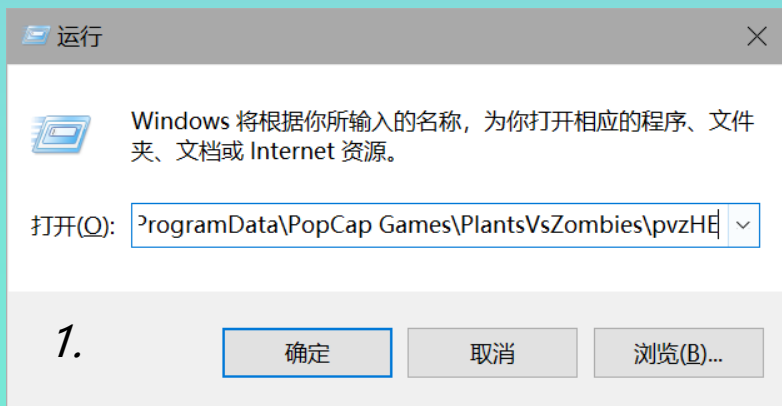 运行
Windows 将根据你所输入的名称，为你打开相应的程序、文件
夹、文档或 Internet 资源。
打开(O): ProgramData\PopCap Games\PlantsVsZombies\pvzHE
1.
确定 取消 浏览(B)...